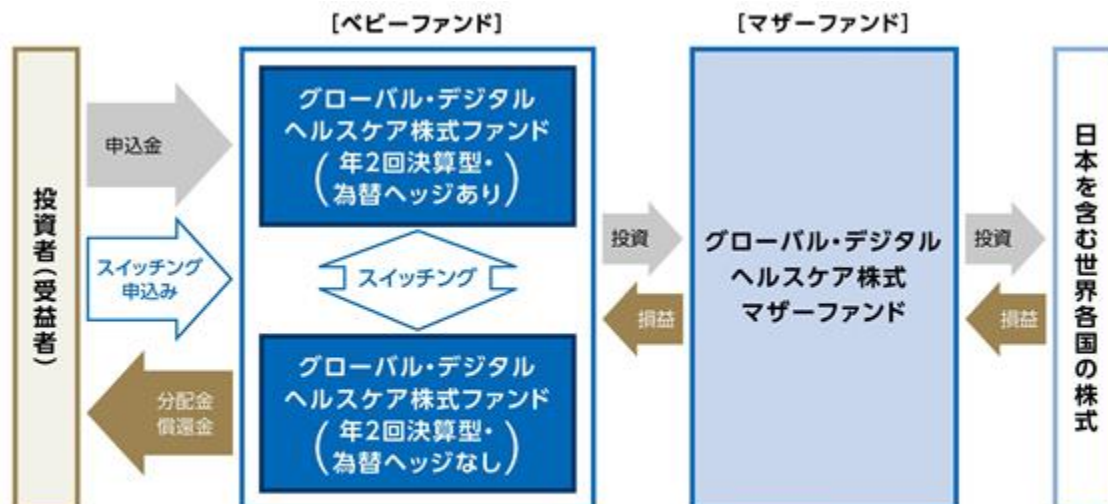 [ベビーファンド]
[マザーファンド]
投資者(受益者)
申込金
スイッチング
申込み
分配金
償還金
グローバル・デジタル
ヘルスケア株式ファンド
(年2回決算型・
為替ヘッジあり)
スイッチング
グローバル・デジタル
ヘルスケア株式ファンド
(年2回決算型・
為替ヘッジなし)
投資
損益
グローバル・デジタル
ヘルスケア株式
マザーファンド
投資
損益
日本を含む世界各国の株式